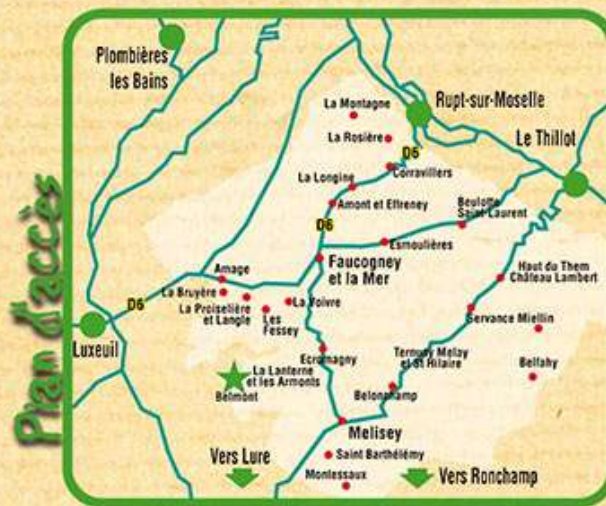 Plan d'accès
Plombières
les Bains
La Montagne
Rupt-sur-Moselle
La Rosière
Le Thillot
D6
Corravillers
La Longine
Amont et Effreney
Beulotte
Saint-Laurent
D6
Esmoulières
Faucogney
et la Mer
Haut du Them
Château Lambert
Amage
La Bruyère
La Proiselière
et Langle
Les
Fessey
La Voivre
D6
Luxeuil
Servance Miellin
Ecromagny
Ternuay Melay
et St Hilaire
Belfahy
La Lanterne
et les Armonts
Belmont
Belonchamp
Melisey
Vers Lure
Saint Barthélémy
Montessaux
Vers Ronchamp